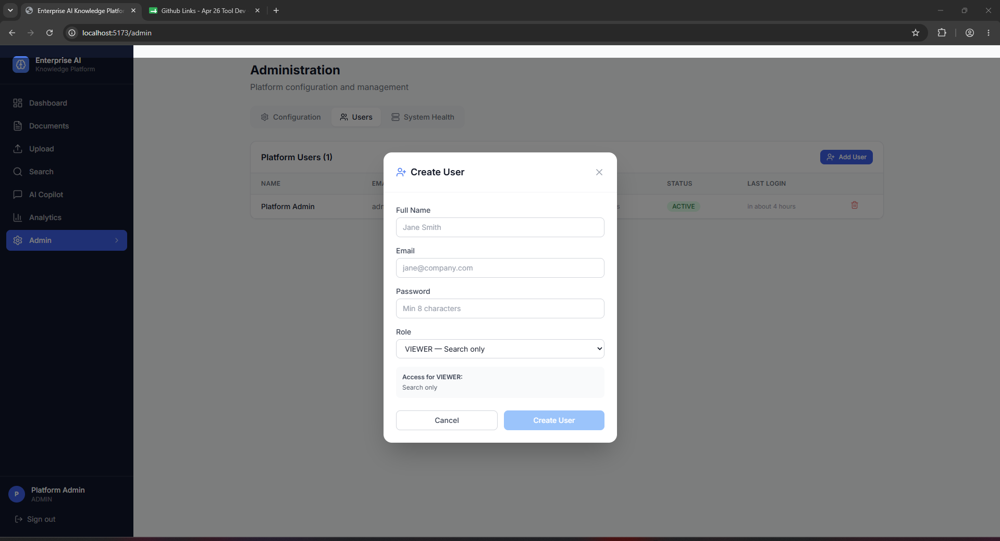 Enterprise AI Knowledge Platfo
Github Links - Apr 26 Tool Dev
localhost:5173/admin
Enterprise AI
Knowledge Platform
Dashboard
Documents
Upload
Search
AI Copilot
Analytics
Admin
P
Platform Admin
ADMIN
Sign out
Administration
Platform configuration and management
Configuration
Users
System Health
Platform Users (1)
Add User
NAME
EMA
STATUS
LAST LOGIN
Platform Admin
adr
s
ACTIVE
in about 4 hours
Create User
Full Name
Jane Smith
Email
jane@company.com
Password
Min 8 characters
Role
VIEWER — Search only
Access for VIEWER:
Search only
Cancel
Create User